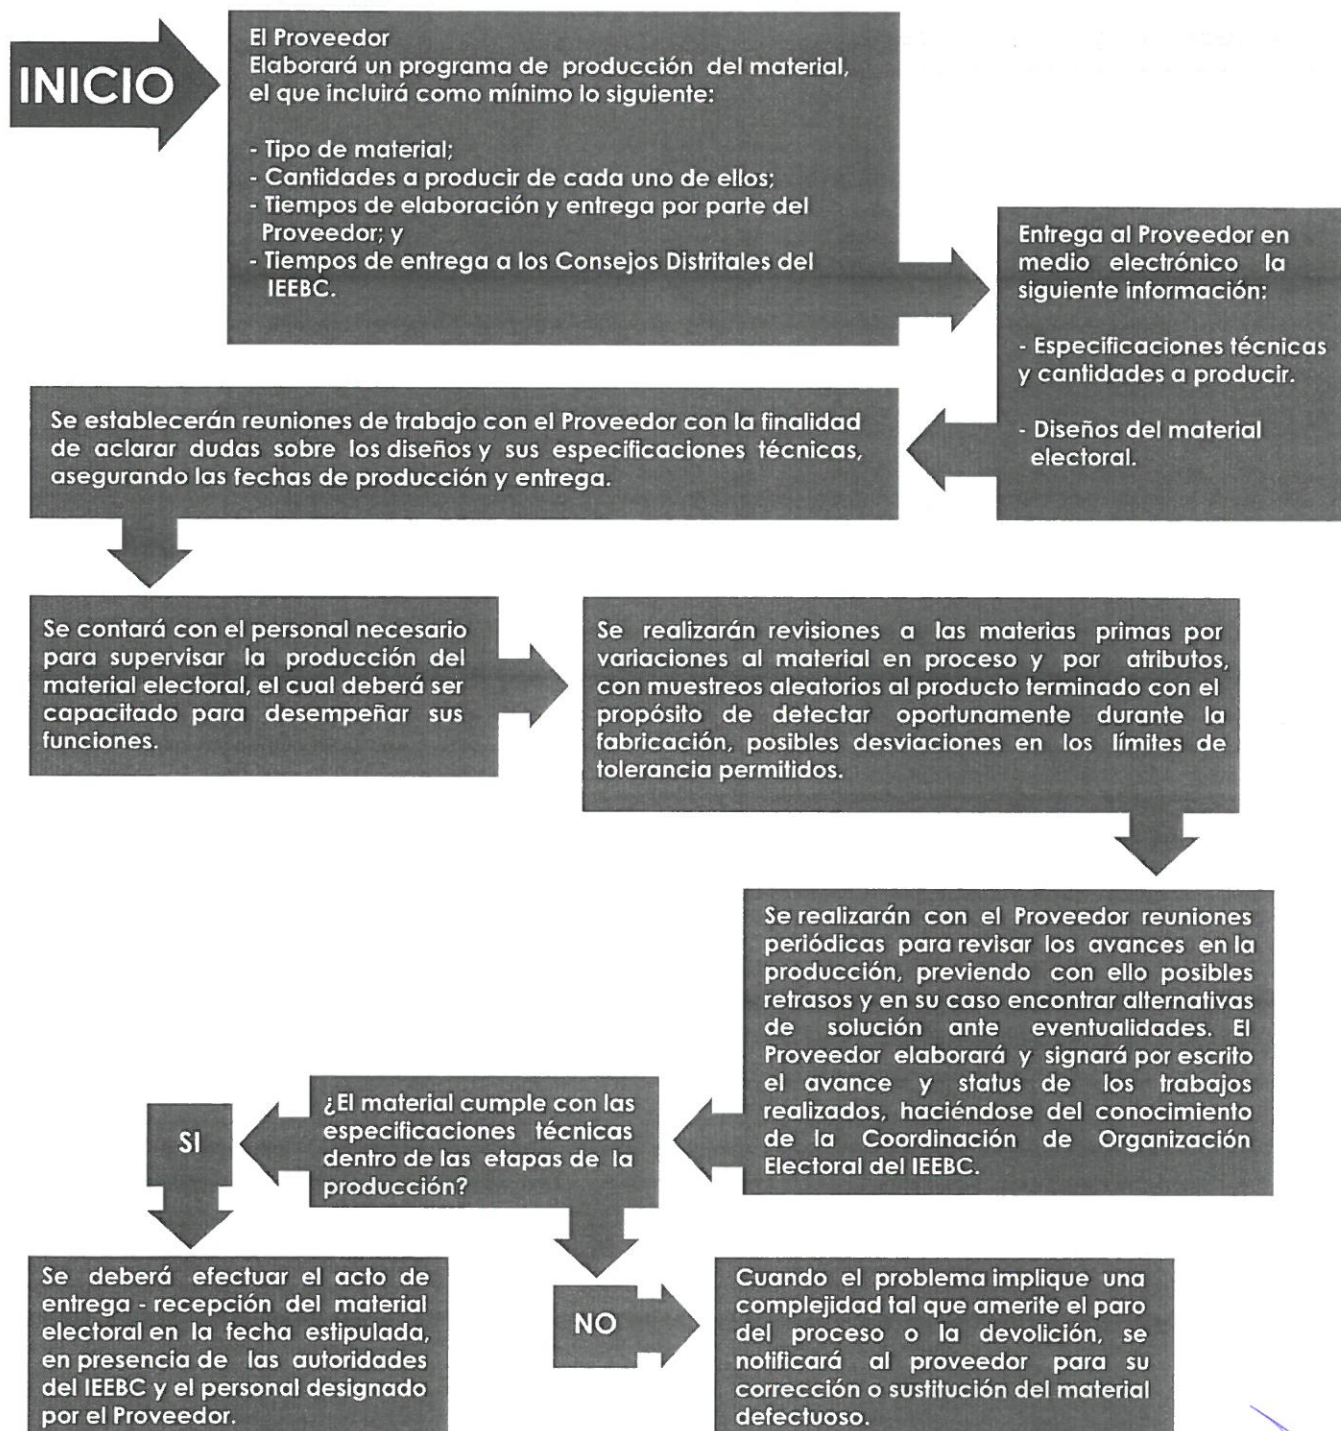 INICIO
El Proveedor
Elaborará un programa de producción del material,
el que incluirá como mínimo lo siguiente:
- Tipo de material;
- Cantidades a producir de cada uno de ellos;
- Tiempos de elaboración y entrega por parte del
Proveedor; y
- Tiempos de entrega a los Consejos Distritales del
IEEBC.
Entrega al Proveedor en
medio electrónico la
siguiente información:
- Especificaciones técnicas
y cantidades a producir.
- Diseños del material
electoral.
Se establecerán reuniones de trabajo con el Proveedor con la finalidad
de aclarar dudas sobre los diseños y sus especificaciones técnicas,
asegurando las fechas de producción y entrega.
Se contará con el personal necesario
para supervisar la producción del
material electoral, el cual deberá ser
capacitado para desempeñar sus
funciones.
Se realizarán revisiones a las materias primas por
variaciones al material en proceso y por atributos,
con muestreos aleatorios al producto terminado con el
propósito de detectar oportunamente durante la
fabricación, posibles desviaciones en los límites de
tolerancia permitidos.
Se realizarán con el Proveedor reuniones
periódicas para revisar los avances en la
producción, previendo con ello posibles
retrasos y en su caso encontrar alternativas
de solución ante eventualidades. El
Proveedor elaborará y signará por escrito
el avance y status de los trabajos
realizados, haciéndose del conocimiento
de la Coordinación de Organización
Electoral del IEEBC.
¿El material cumple con las
especificaciones técnicas
dentro de las etapas de la
producción?
SI
Se deberá efectuar el acto de
entrega - recepción del material
electoral en la fecha estipulada,
en presencia de las autoridades
del IEEBC y el personal designado
por el Proveedor.
NO
Cuando el problema implique una
complejidad tal que amerite el paro
del proceso o la devolición, se
notificará al proveedor para su
corrección o sustitución del material
defectuoso.